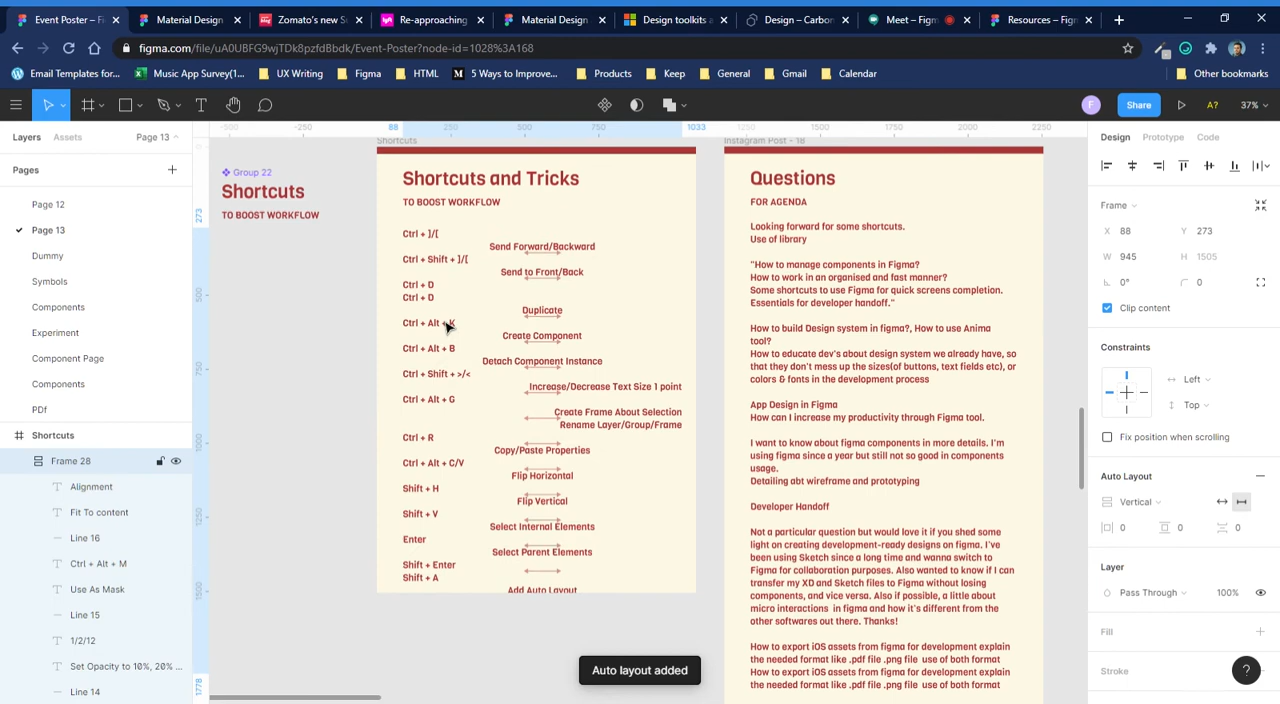 Event Poster – Fi
Material Design
Zomato's new S
Re-approaching
Material Design
Design toolkits a
Design – Carbon
Meet – Figm
Resources – Figm
figma.com/file/uA0UBFG9wjTDk8pzfdBbdk/Event-Poster?node-id=1028%3A168
Email Templates for...
Music App Survey(1...
UX Writing
Figma
HTML
5 Ways to Improve...
Products
Keep
General
Gmail
Calendar
Other bookmarks
F
Share
A?
37%
Layers
Assets
Page 13
Pages
Page 12
Page 13
Dummy
Symbols
Components
Experiment
Component Page
Components
PDf
Shortcuts
Frame 28
Alignment
Fit To content
Line 16
Ctrl + Alt + M
Use As Mask
Line 15
1/2/12
Set Opacity to 10%, 20% ...
Line 14
-500
-250
88
250
500
750
1033
1250
1500
1750
2000
2250
273
500
750
1000
1250
1500
1778
Group 22
Shortcuts
TO BOOST WORKFLOW
Shortcuts
Shortcuts and Tricks
TO BOOST WORKFLOW
Ctrl + ]/[
Send Forward/Backward
Ctrl + Shift + ]/[
Send to Front/Back
Ctrl + D
Ctrl + D
Duplicate
Ctrl + Alt + K
Create Component
Ctrl + Alt + B
Detach Component Instance
Ctrl + Shift + >/<
Increase/Decrease Text Size 1 point
Ctrl + Alt + G
Create Frame About Selection
Rename Layer/Group/Frame
Ctrl + R
Copy/Paste Properties
Ctrl + Alt + C/V
Flip Horizontal
Shift + H
Flip Vertical
Shift + V
Select Internal Elements
Enter
Select Parent Elements
Shift + Enter
Shift + A
Add Auto Layout
Instagram Post - 18
Questions
FOR AGENDA
Looking forward for some shortcuts.
Use of library
"How to manage components in Figma?
How to work in an organised and fast manner?
Some shortcuts to use Figma for quick screens completion.
Essentials for developer handoff."
How to build Design system in figma?, How to use Anima
tool?
How to educate dev's about design system we already have, so
that they don't mess up the sizes(of buttons, text fields etc), or
colors & fonts in the development process
App Design in Figma
How can I increase my productivity through Figma tool.
I want to know about figma components in more details. I'm
using figma since a year but still not so good in components
usage.
Detailing abt wireframe and prototyping
Developer Handoff
Not a particular question but would love it if you shed some
light on creating development-ready designs on figma. I've
been using Sketch since a long time and wanna switch to
Figma for collaboration purposes. Also wanted to know if I can
transfer my XD and Sketch files to Figma without losing
components, and vice versa. Also if possible, a little about
micro interactions in figma and how it's different from the
other softwares out there. Thanks!
How to export iOS assets from figma for development explain
the needed format like .pdf file .png file use of both format
How to export iOS assets from figma for development explain
the needed format like .pdf file .png file use of both format
Auto layout added
Design
Prototype
Code
Frame
X 88
Y 273
W 945
H 1505
0°
0
Clip content
Constraints
Left
Top
Fix position when scrolling
Auto Layout
Vertical
0
0
0
Layer
Pass Through
100%
Fill
Stroke
?